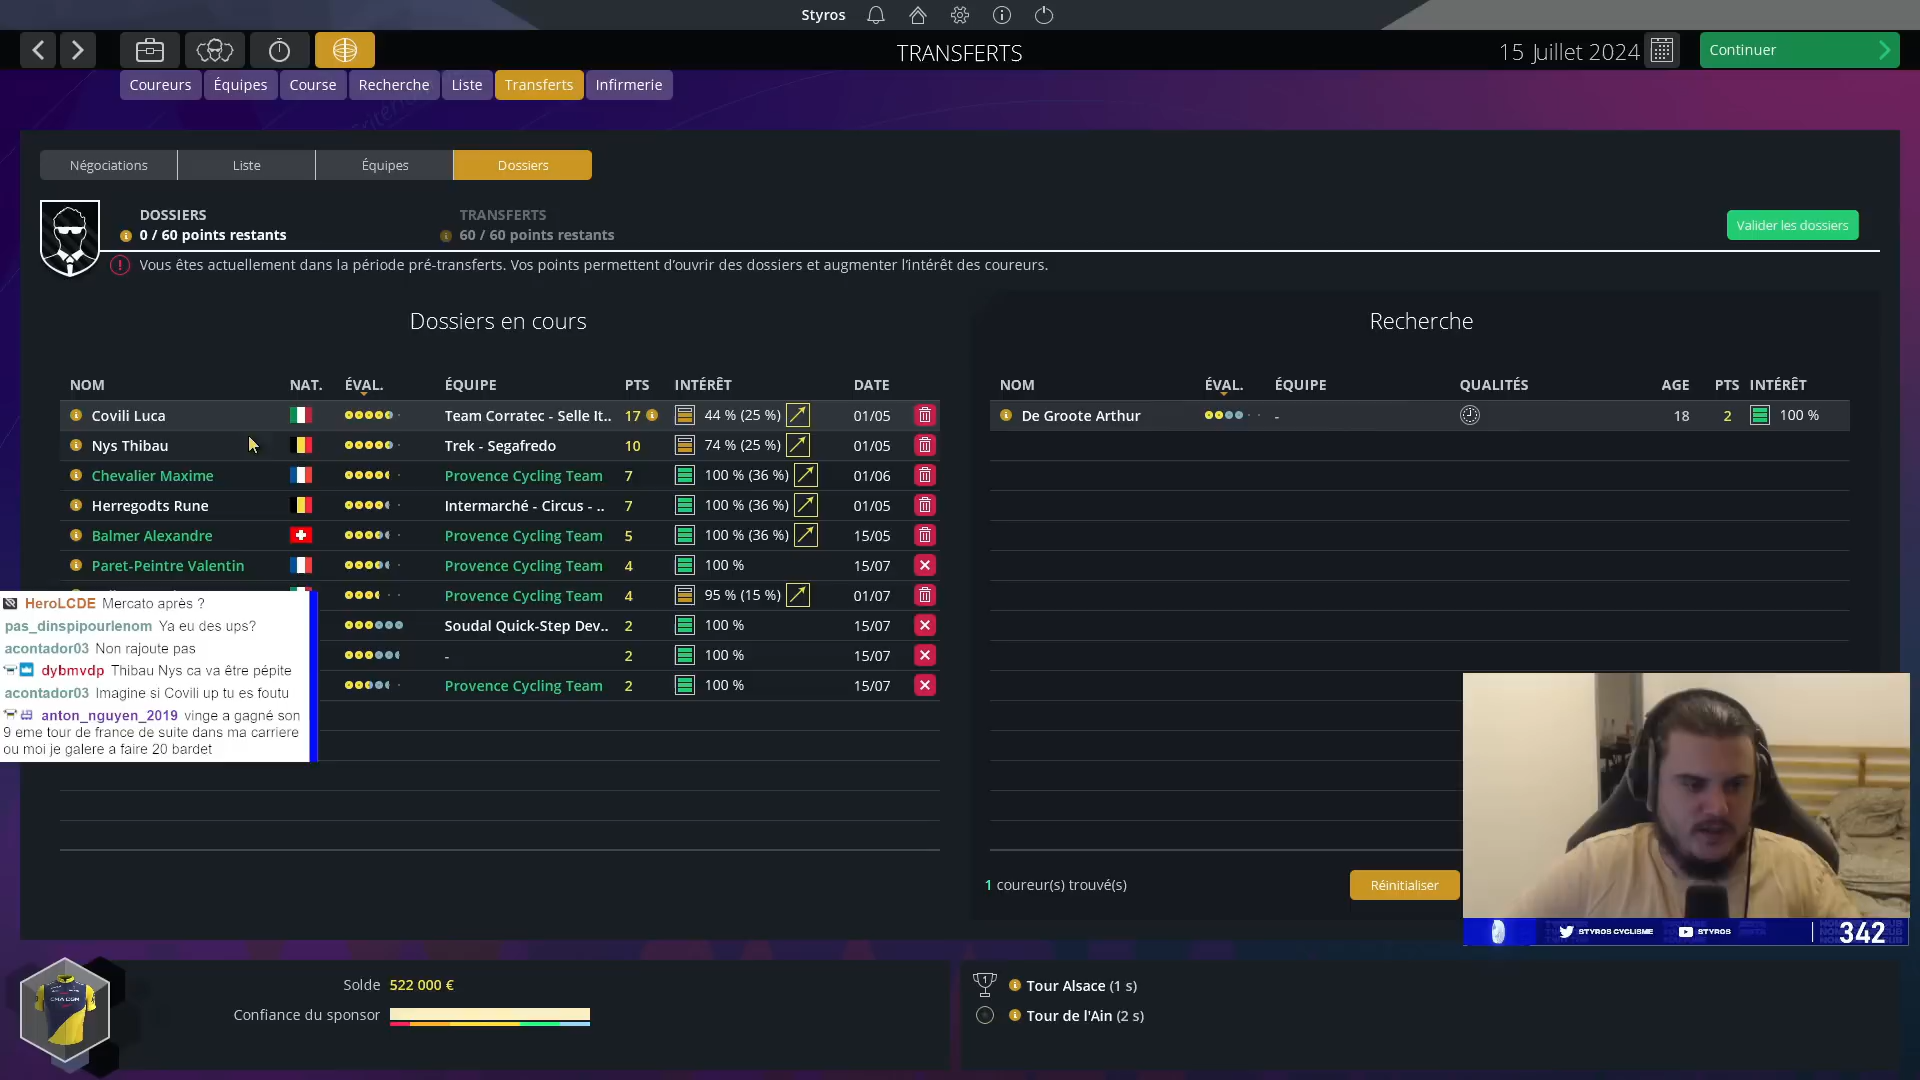 Styros
TRANSFERTS
15 Juillet 2024
Continuer
Coureurs
Équipes
Course
Recherche
Liste
Transferts
Infirmerie
Négociations
Liste
Équipes
Dossiers
DOSSIERS
0 / 60 points restants
TRANSFERTS
60 / 60 points restants
Valider les dossiers
Vous êtes actuellement dans la période pré-transferts. Vos points permettent d'ouvrir des dossiers et augmenter l'intérêt des coureurs.
Dossiers en cours
NOM NAT. ÉVAL. ÉQUIPE PTS INTÉRÊT DATE
Covili Luca Team Corratec - Selle It.. 17 44 % (25 %) 01/05
Nys Thibau Trek - Segafredo 10 74 % (25 %) 01/05
Chevalier Maxime Provence Cycling Team 7 100 % (36 %) 01/06
Herregodts Rune Intermarché - Circus - .. 7 100 % (36 %) 01/05
Balmer Alexandre Provence Cycling Team 5 100 % (36 %) 15/05
Paret-Peintre Valentin Provence Cycling Team 4 100 % 15/07
Provence Cycling Team 4 95 % (15 %) 01/07
Soudal Quick-Step Dev.. 2 100 % 15/07
- 2 100 % 15/07
Provence Cycling Team 2 100 % 15/07
HeroLCDE Mercato après ?
pas_dinspipourlenom Ya eu des ups?
acontador03 Non rajoute pas
dybmvdp Thibau Nys ca va être pépite
acontador03 Imagine si Covili up tu es foutu
anton_nguyen_2019 vinge a gagné son
9 eme tour de france de suite dans ma carriere
ou moi je galere a faire 20 bardet
Recherche
NOM ÉVAL. ÉQUIPE QUALITÉS AGE PTS INTÉRÊT
De Groote Arthur - 18 2 100 %
1 coureur(s) trouvé(s)
Réinitialiser
STYROS CYCLISME
STYROS
342
Solde 522 000 €
Confiance du sponsor
Tour Alsace (1 s)
Tour de l'Ain (2 s)
CMA CGM